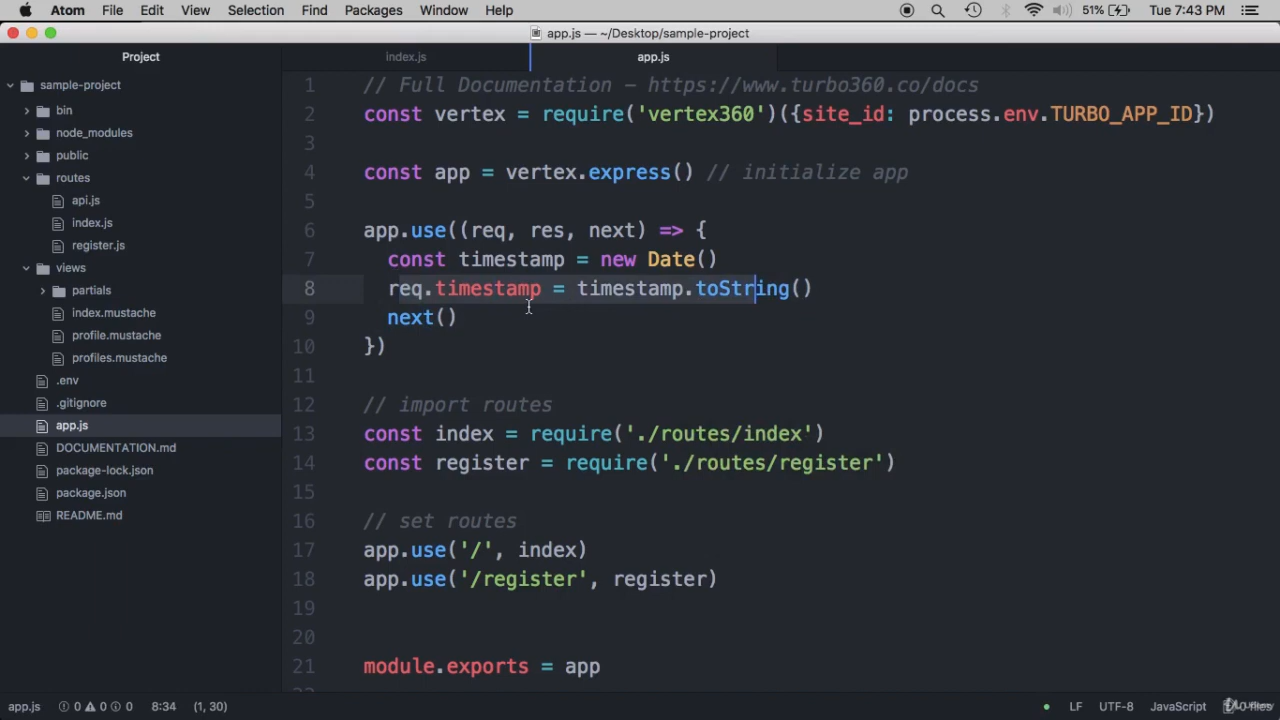 Atom File Edit View Selection Find Packages Window Help 51% Tue 7:43 PM
app.js — ~/Desktop/sample-project
Project
index.js
app.js
sample-project
bin
node_modules
public
routes
api.js
index.js
register.js
views
partials
index.mustache
profile.mustache
profiles.mustache
.env
.gitignore
app.js
DOCUMENTATION.md
package-lock.json
package.json
README.md
1 // Full Documentation - https://www.turbo360.co/docs
2 const vertex = require('vertex360')({site_id: process.env.TURBO_APP_ID})
3
4 const app = vertex.express() // initialize app
5
6 app.use((req, res, next) => {
7 const timestamp = new Date()
8 req.timestamp = timestamp.toString()
9 next()
10 })
11
12 // import routes
13 const index = require('./routes/index')
14 const register = require('./routes/register')
15
16 // set routes
17 app.use('/', index)
18 app.use('/register', register)
19
20
21 module.exports = app
app.js 0 0 0 8:34 (1, 30) LF UTF-8 JavaScript files